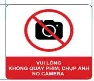 VUI LÒNG
KHÔNG QUAY PHIM, CHỤP ẢNH
NO CAMERA